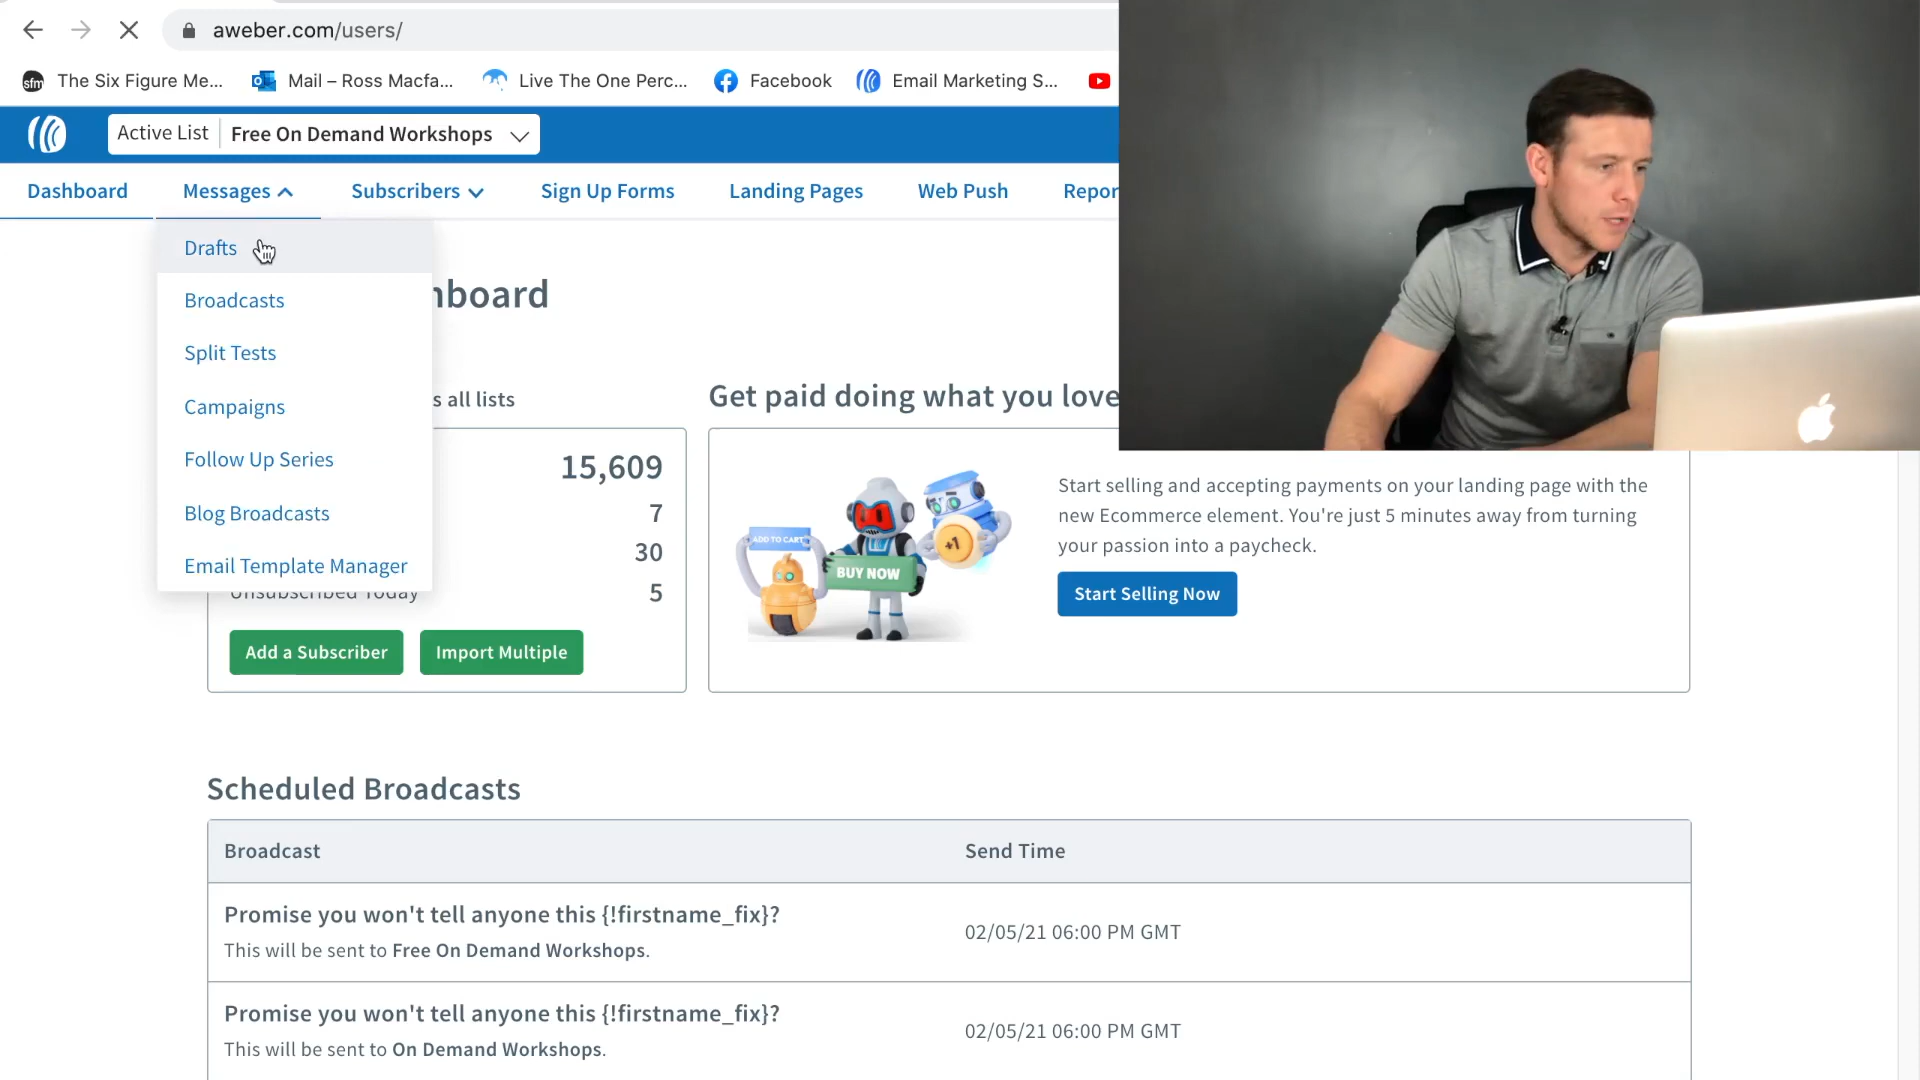 aweber.com/users/
sfm The Six Figure Me... Mail – Ross Macfa... Live The One Perc... Facebook Email Marketing S...
Active List Free On Demand Workshops
Dashboard Messages Subscribers Sign Up Forms Landing Pages Web Push Repor
Drafts
Broadcasts
Split Tests
Campaigns
Follow Up Series
Blog Broadcasts
Email Template Manager
hboard
s all lists
15,609
7
30
Unsubscribed Today 5
Add a Subscriber Import Multiple
Get paid doing what you love
ADD TO CART
BUY NOW
+1
Start selling and accepting payments on your landing page with the
new Ecommerce element. You're just 5 minutes away from turning
your passion into a paycheck.
Start Selling Now
Scheduled Broadcasts
Broadcast Send Time
Promise you won't tell anyone this {!firstname_fix}?
This will be sent to Free On Demand Workshops.
02/05/21 06:00 PM GMT
Promise you won't tell anyone this {!firstname_fix}?
This will be sent to On Demand Workshops.
02/05/21 06:00 PM GMT